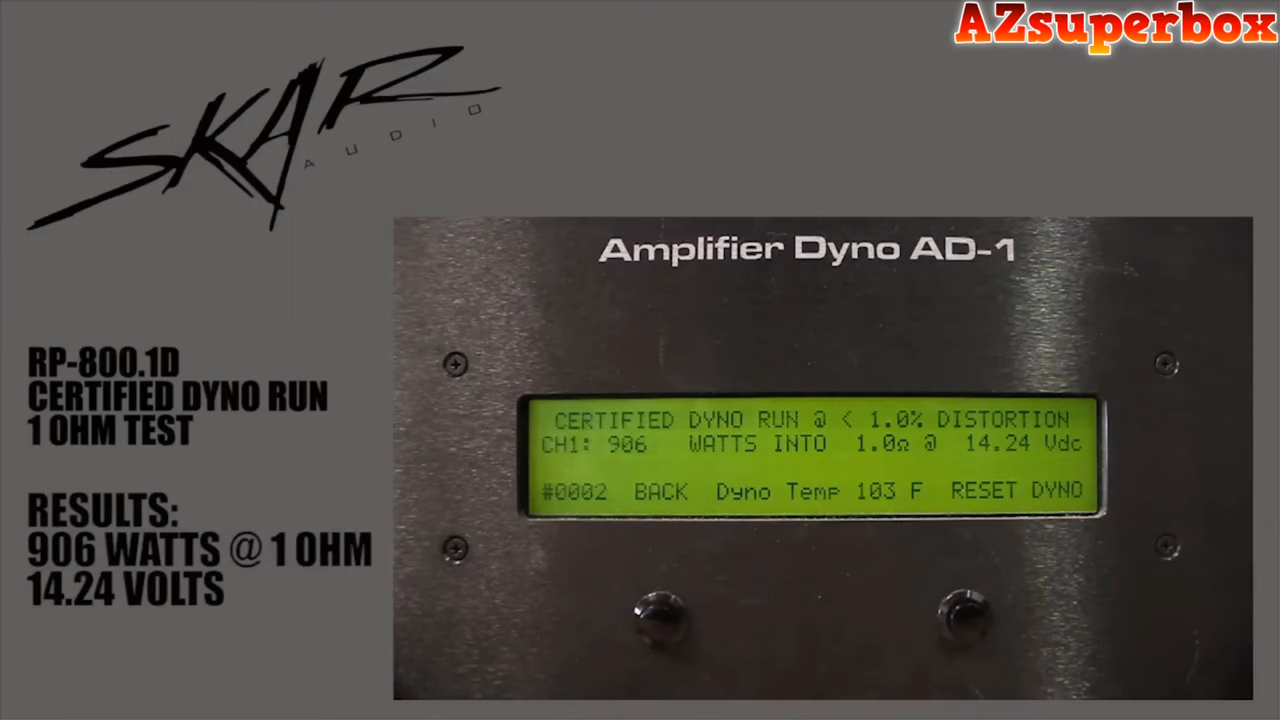 AZsuperbox
SKAR
AUDIO
Amplifier Dyno AD-1
RP-800.1D
CERTIFIED DYNO RUN
1 OHM TEST
CERTIFIED DYNO RUN @ < 1.0% DISTORTION
CH1: 906 WATTS INTO 1.0Ω @ 14.24 Vdc
#0002 BACK Dyno Temp 103 F RESET DYNO
RESULTS:
906 WATTS @ 1 OHM
14.24 VOLTS